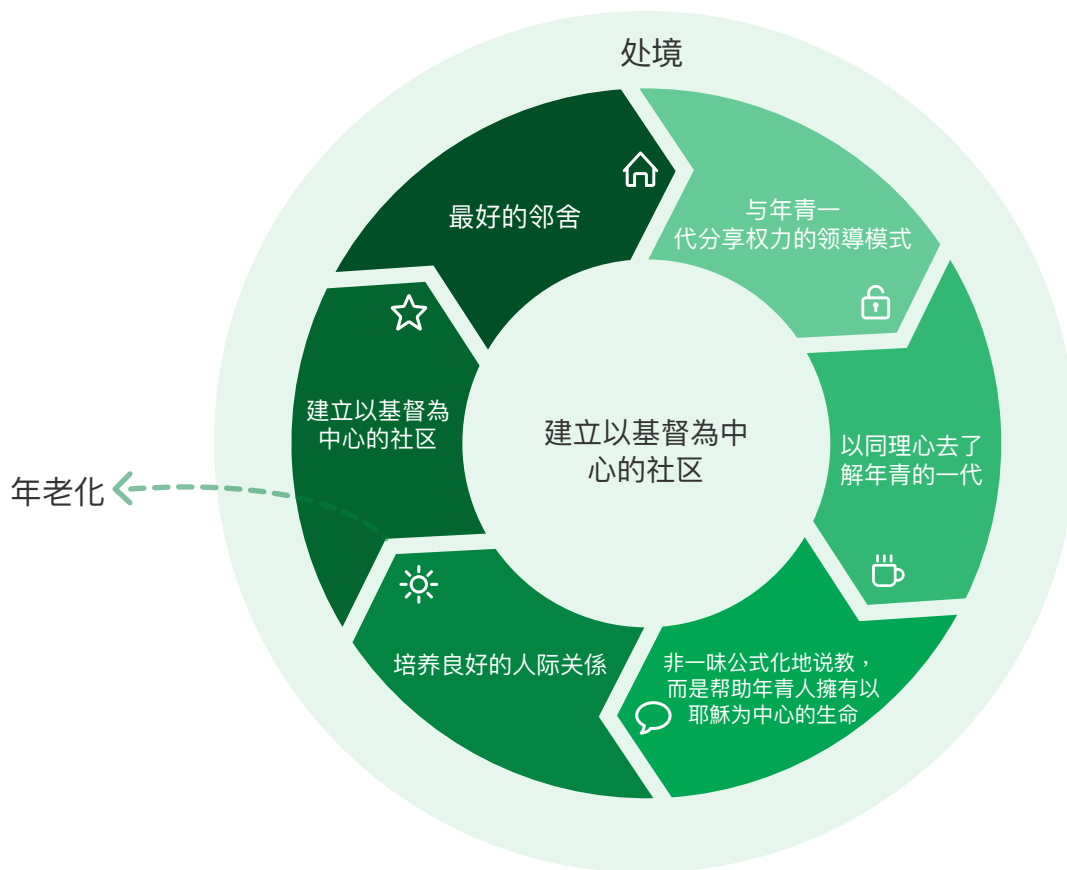 处境
与年青一
代分享权力的领導模式
以同理心去了
解年青的一代
非一味公式化地说教，
而是帮助年青人擁有以
耶穌为中心的生命
培养良好的人际关係
建立以基督為
中心的社区
最好的邻舍
建立以基督為中
心的社区
年老化